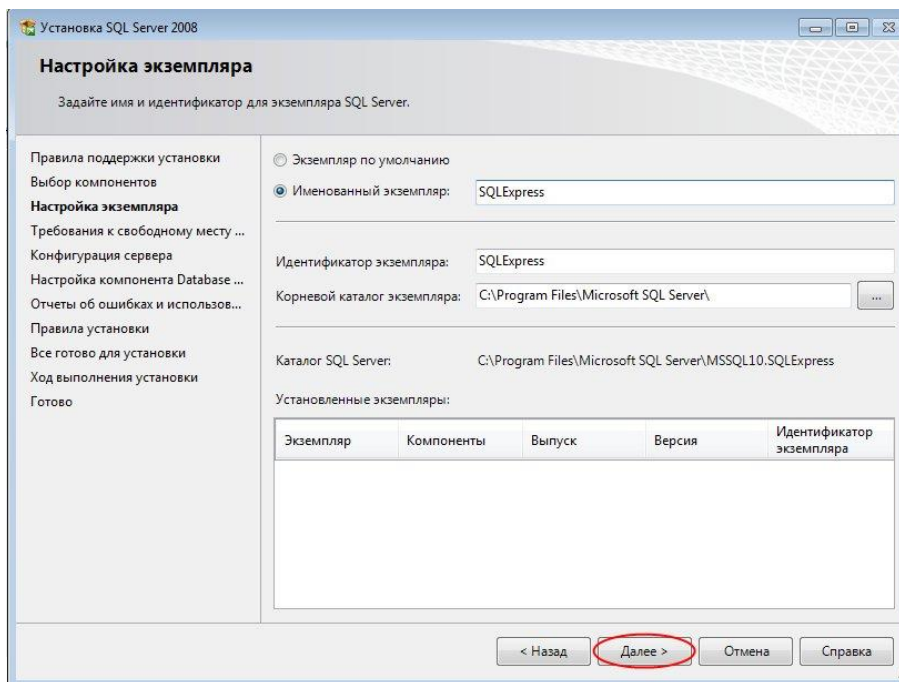 Установка SQL Server 2008
Настройка экземпляра
Задайте имя и идентификатор для экземпляра SQL Server.
Правила поддержки установки
Выбор компонентов
Настройка экземпляра
Требования к свободному месту ...
Конфигурация сервера
Настройка компонента Database ...
Отчеты об ошибках и использов...
Правила установки
Все готово для установки
Ход выполнения установки
Готово
Экземпляр по умолчанию
Именованный экземпляр: SQLExpress
Идентификатор экземпляра: SQLExpress
Корневой каталог экземпляра: C:\Program Files\Microsoft SQL Server\ ...
Каталог SQL Server: C:\Program Files\Microsoft SQL Server\MSSQL10.SQLExpress
Установленные экземпляры:
Экземпляр Компоненты Выпуск Версия Идентификатор
экземпляра
< Назад Далее > Отмена Справка